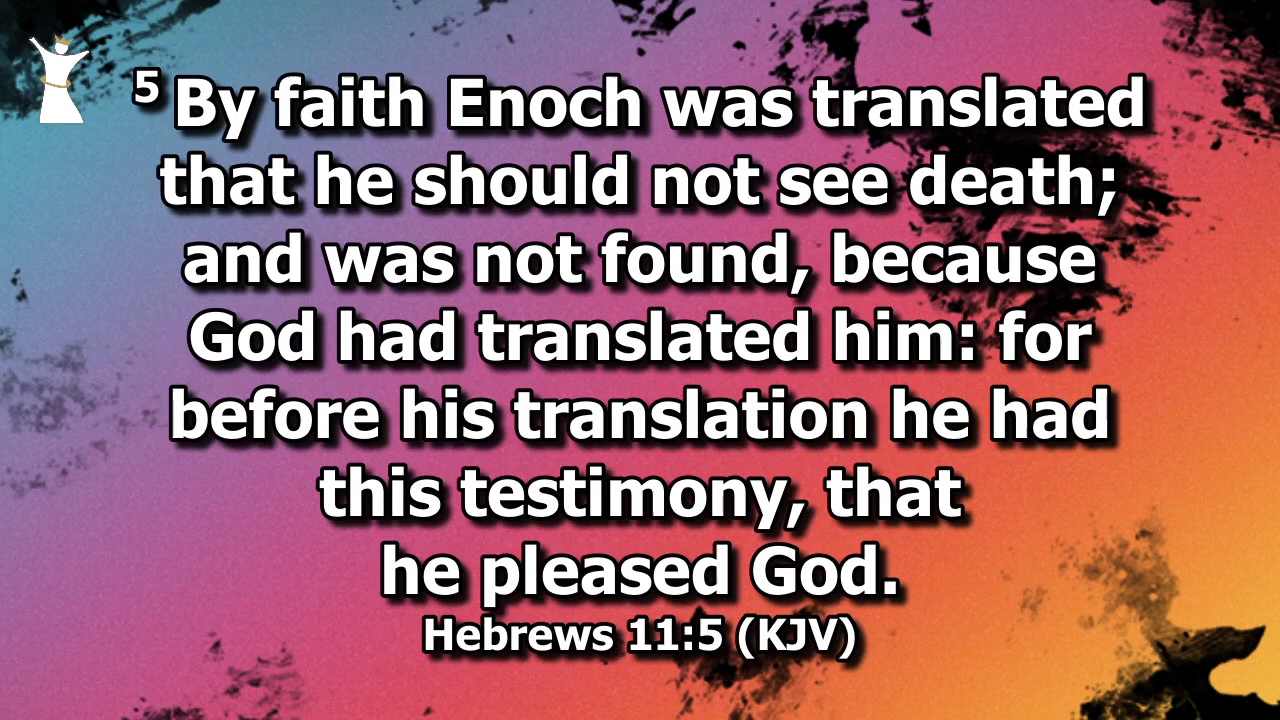 5 By faith Enoch was translated
that he should not see death;
and was not found, because
God had translated him: for
before his translation he had
this testimony, that
he pleased God.
Hebrews 11:5 (KJV)